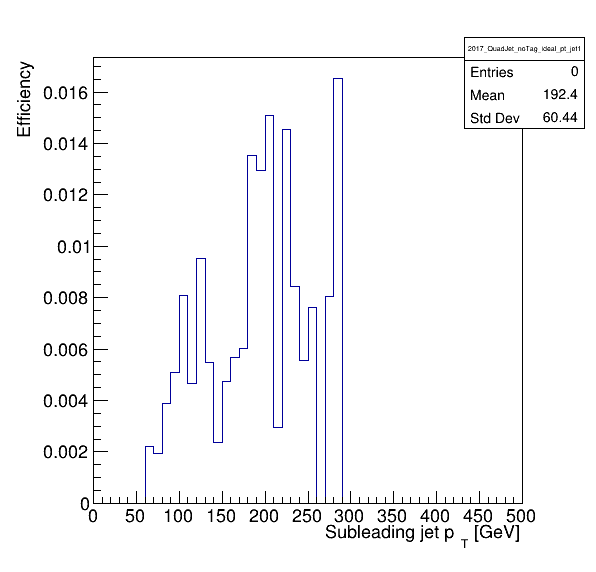 2017_QuadJet_noTag_ideal_pt_jet1
Entries 0
Mean 192.4
Std Dev 60.44
Efficiency
0.016
0.014
0.012
0.01
0.008
0.006
0.004
0.002
0
0 50 100 150 200 250 300 350 400 450 500
Subleading jet p T [GeV]